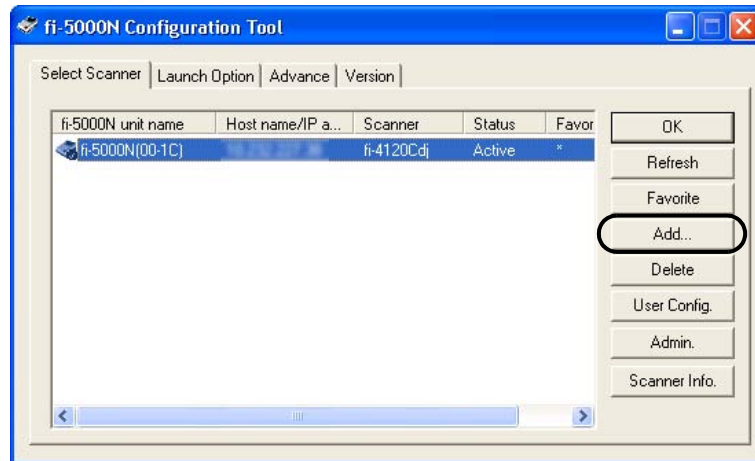 fi-5000N Configuration Tool
Select Scanner Launch Option Advance Version
fi-5000N unit name Host name/IP a... Scanner Status Favor
fi-5000N(00-1C) fi-4120Cdj Active *
OK
Refresh
Favorite
Add...
Delete
User Config.
Admin.
Scanner Info.